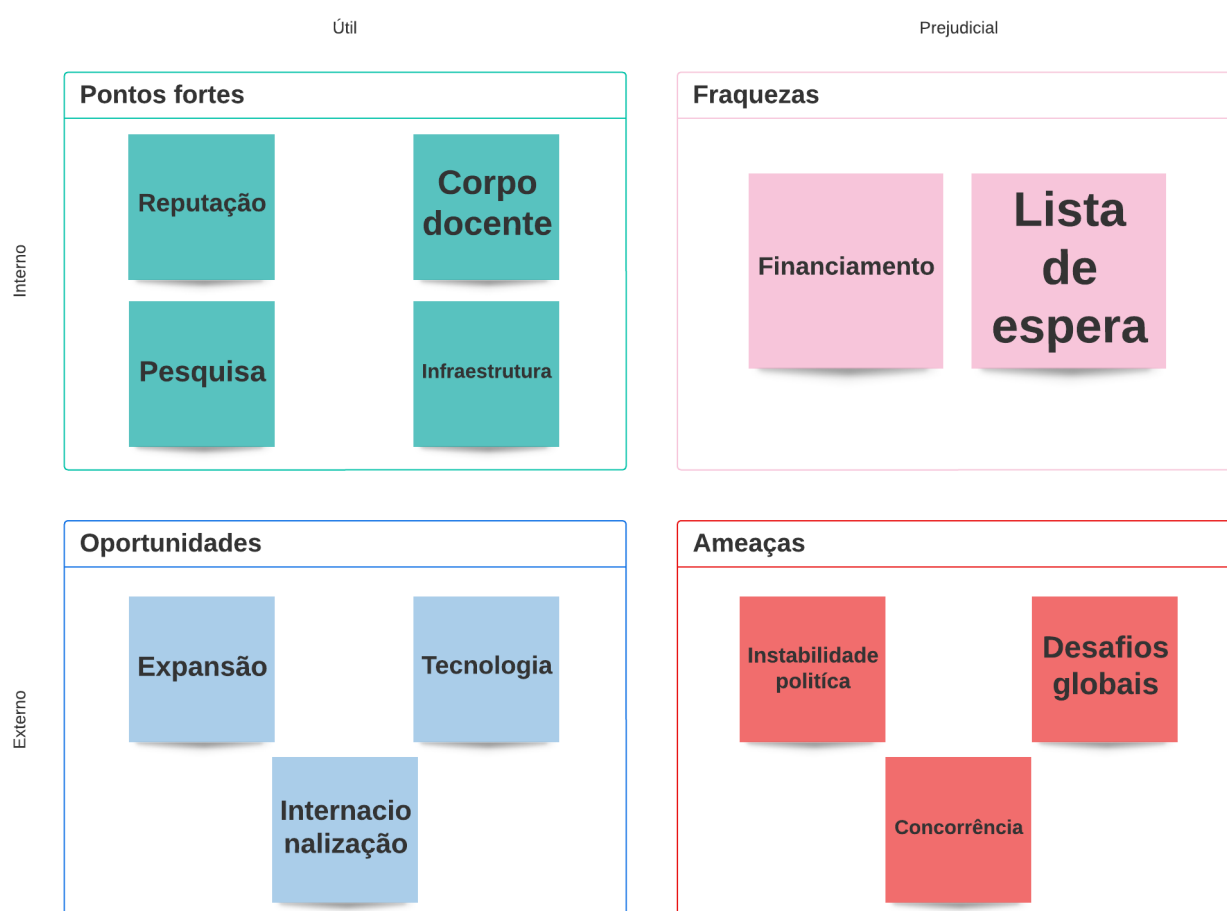 Útil
Prejudicial
Interno
Pontos fortes
Reputação
Corpo
docente
Pesquisa
Infraestrutura
Fraquezas
Financiamento
Lista
de
espera
Externo
Oportunidades
Expansão
Tecnologia
Internacio
nalização
Ameaças
Instabilidade
politíca
Desafios
globais
Concorrência